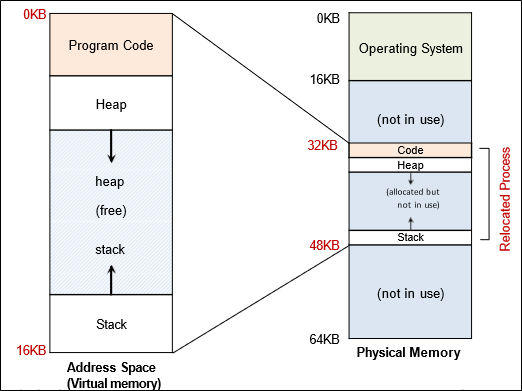 0KB
Program Code
Heap
heap
(free)
stack
Stack
16KB
Address Space
(Virtual memory)
0KB
Operating System
16KB
(not in use)
32KB
Code
Heap
(allocated but
not in use)
Stack
48KB
(not in use)
64KB
Physical Memory
Relocated Process